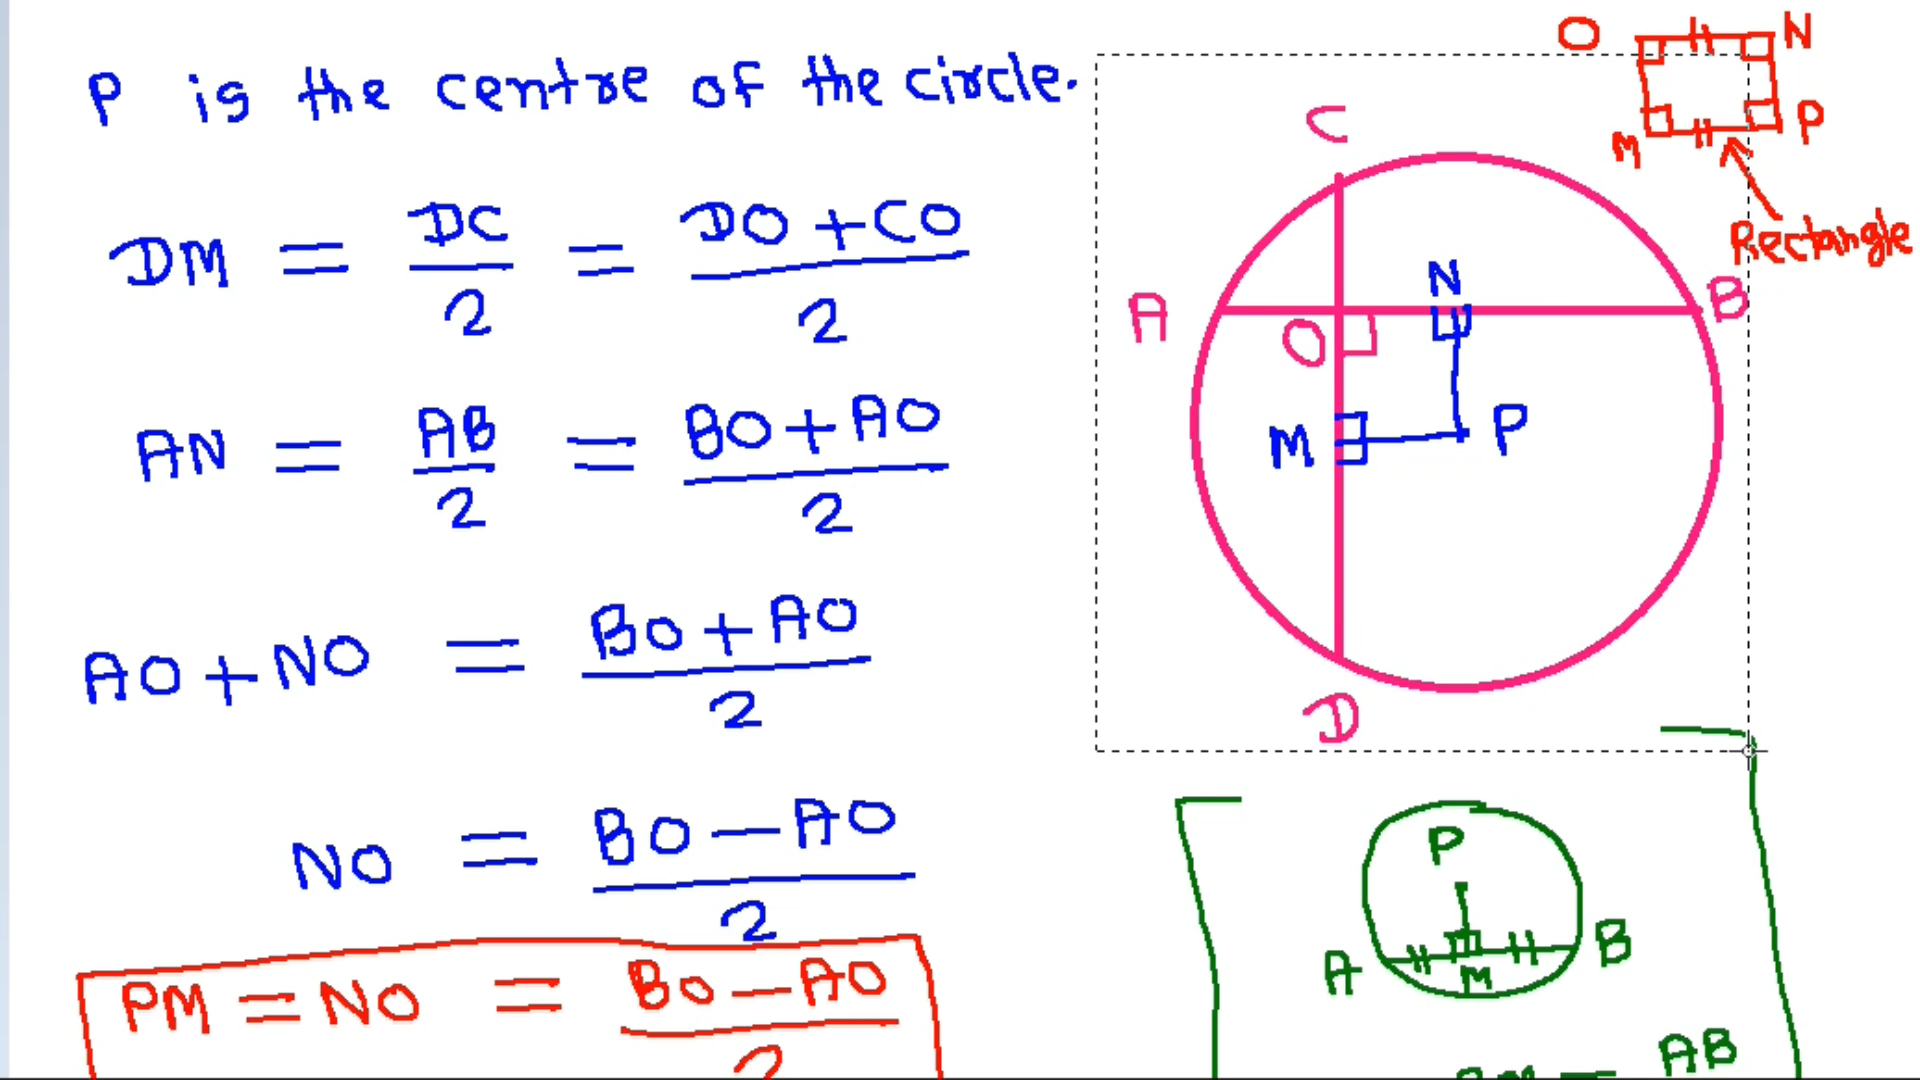 P is the centre of the circle.
DM = DC/2 = DO + CO/2
AN = AB/2 = BO + AO/2
AO + NO = BO + AO/2
NO = BO — AO/2
PM = NO = BO — AO/2
O N
M P
Rectangle
C
N
A B
O
M P
D
P
A B
M
AB